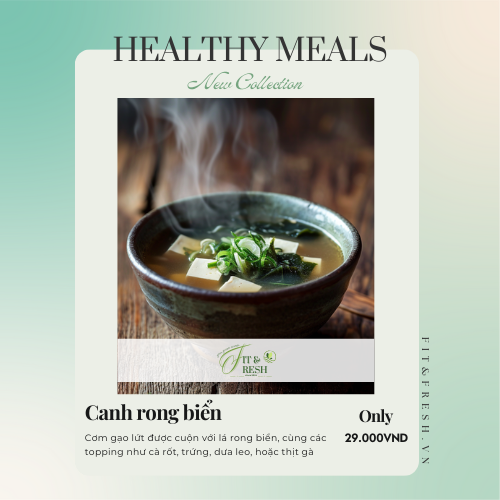 HEALTHY MEALS
New Collection
FIT &
FRESH
Canh rong biển
Cơm gạo lứt được cuộn với lá rong biển, cùng các
topping như cà rốt, trứng, dưa leo, hoặc thịt gà
Only
29.000VND
FIT&FRESH.VN